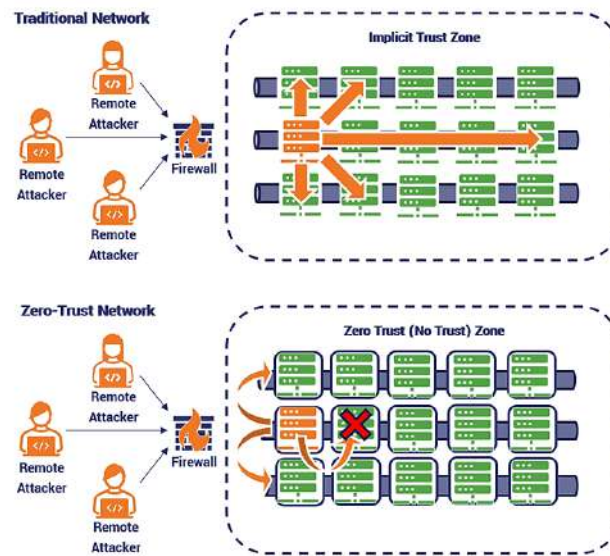 Traditional Network
Implicit Trust Zone
Remote
Attacker
Remote
Attacker
Firewall
Remote
Attacker
Zero-Trust Network
Zero Trust (No Trust) Zone
Remote
Attacker
Remote
Attacker
Firewall
Remote
Attacker